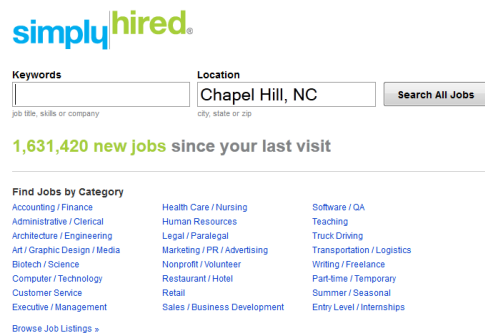 simplyhired®
Keywords Location
Chapel Hill, NC Search All Jobs
job title, skills or company city, state or zip
1,631,420 new jobs since your last visit
Find Jobs by Category
Accounting / Finance Health Care / Nursing Software / QA
Administrative / Clerical Human Resources Teaching
Architecture / Engineering Legal / Paralegal Truck Driving
Art / Graphic Design / Media Marketing / PR / Advertising Transportation / Logistics
Biotech / Science Nonprofit / Volunteer Writing / Freelance
Computer / Technology Restaurant / Hotel Part-time / Temporary
Customer Service Retail Summer / Seasonal
Executive / Management Sales / Business Development Entry Level / Internships
Browse Job Listings »